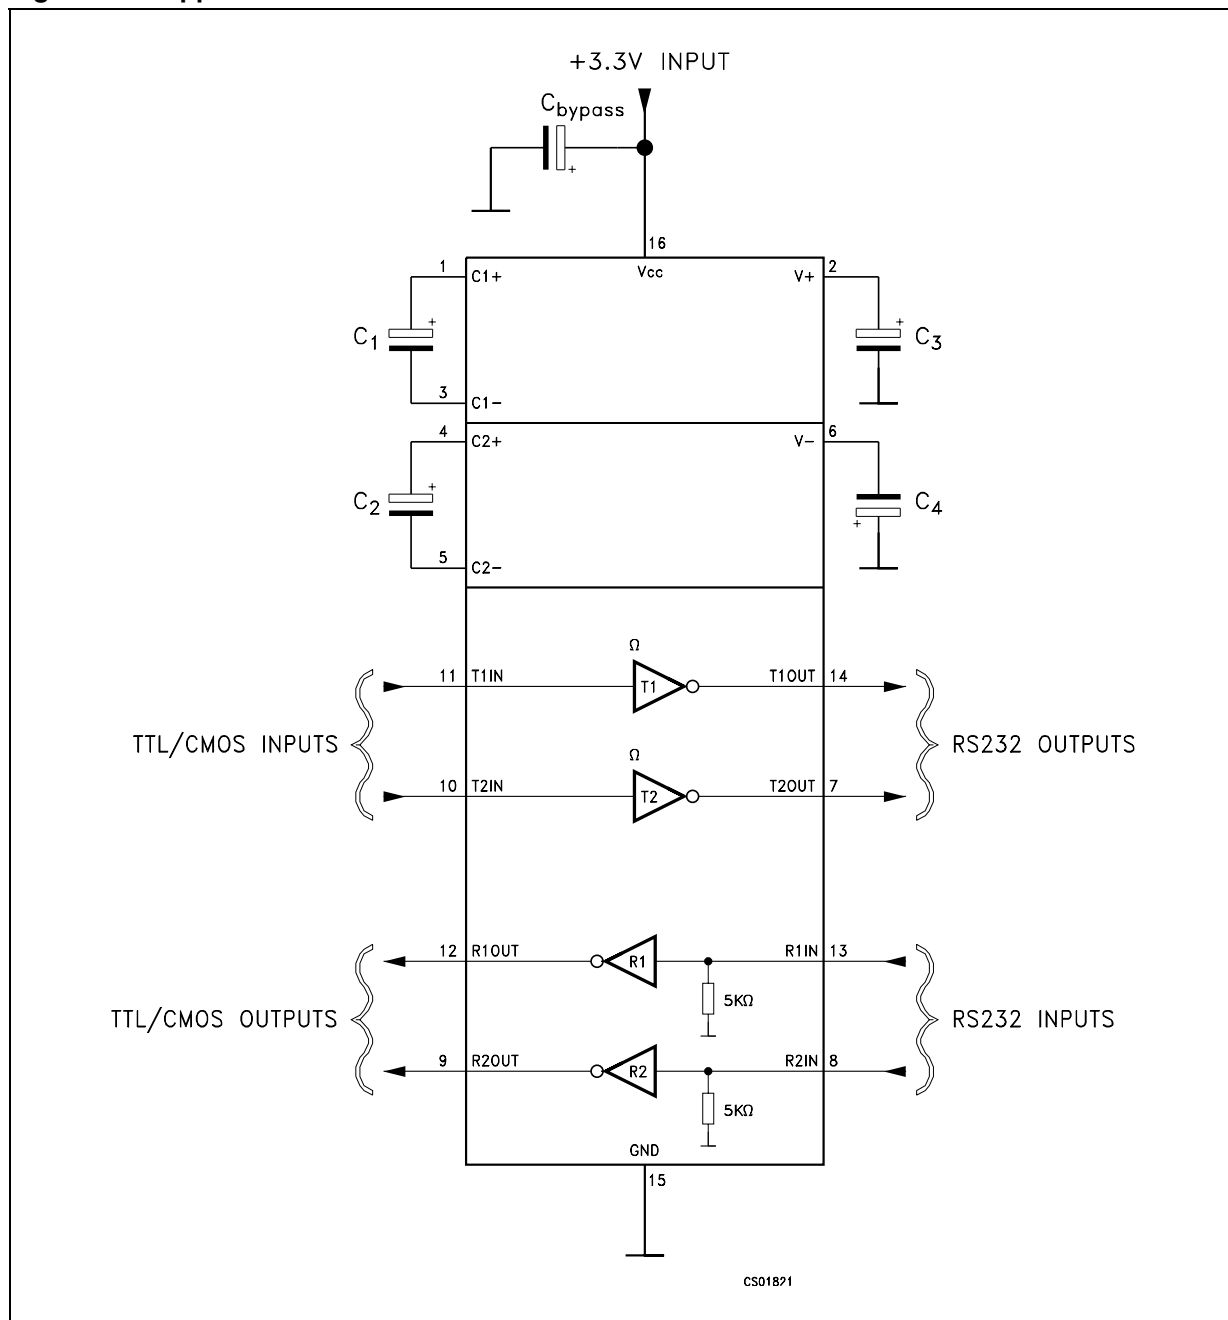 +3.3V INPUT
Cbypass
+
16
Vcc
1 C1+
V+ 2
C1 +
+ C3
3 C1-
4 C2+
V- 6
C2 +
+ C4
5 C2-
Ω
11 T1IN T1 T1OUT 14
TTL/CMOS INPUTS
RS232 OUTPUTS
Ω
10 T2IN T2 T2OUT 7
12 R1OUT R1 R1IN 13
5KΩ
TTL/CMOS OUTPUTS
RS232 INPUTS
9 R2OUT R2 R2IN 8
5KΩ
GND
15
CS01821